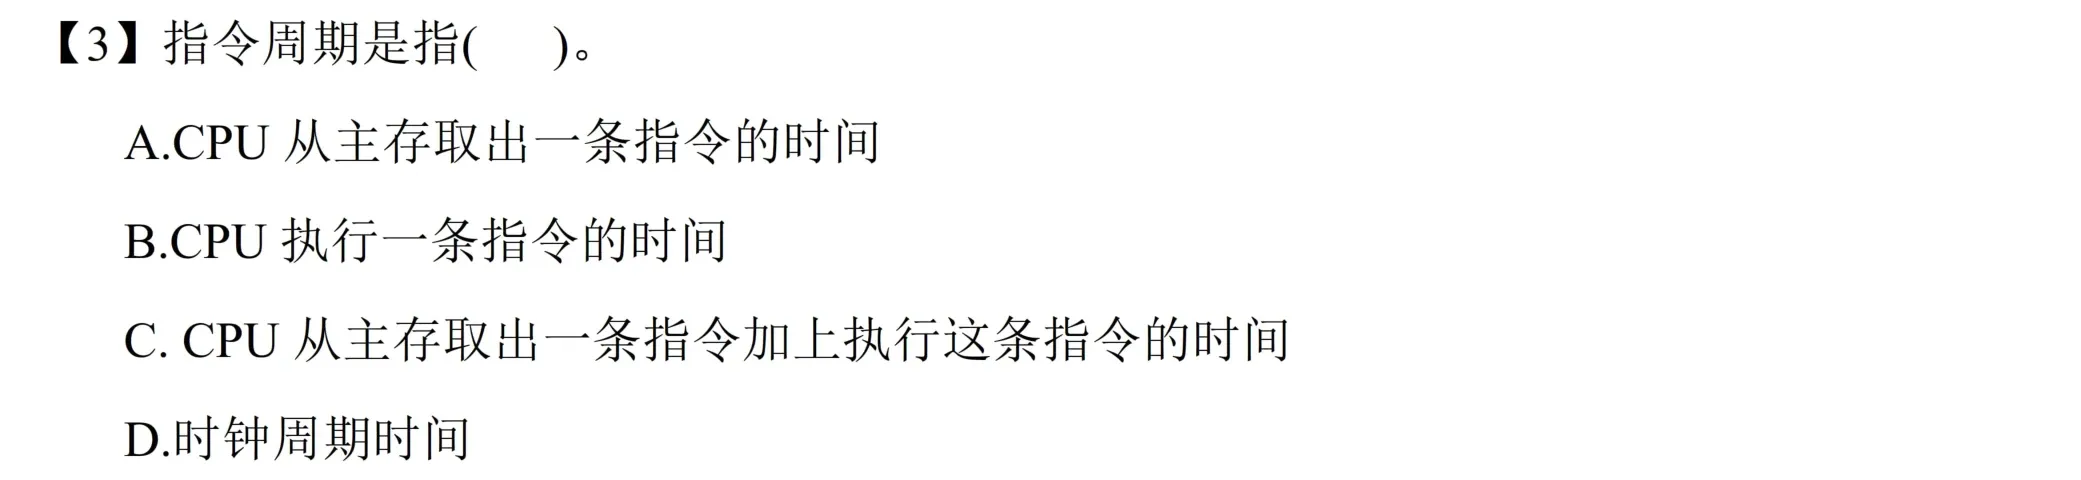 【3】指令周期是指(    )。
A.CPU 从主存取出一条指令的时间
B.CPU 执行一条指令的时间
C. CPU 从主存取出一条指令加上执行这条指令的时间
D.时钟周期时间